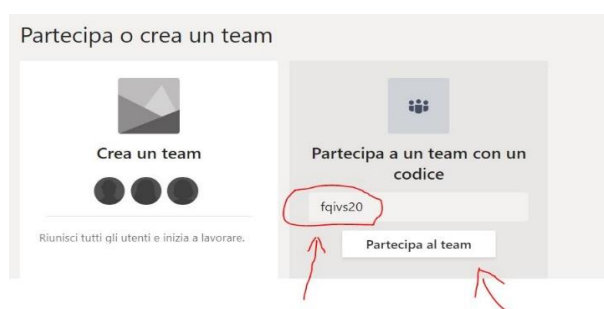 Partecipa o crea un team
Crea un team
Riunisci tutti gli utenti e inizia a lavorare.
Partecipa a un team con un
codice
fqivs20
Partecipa al team